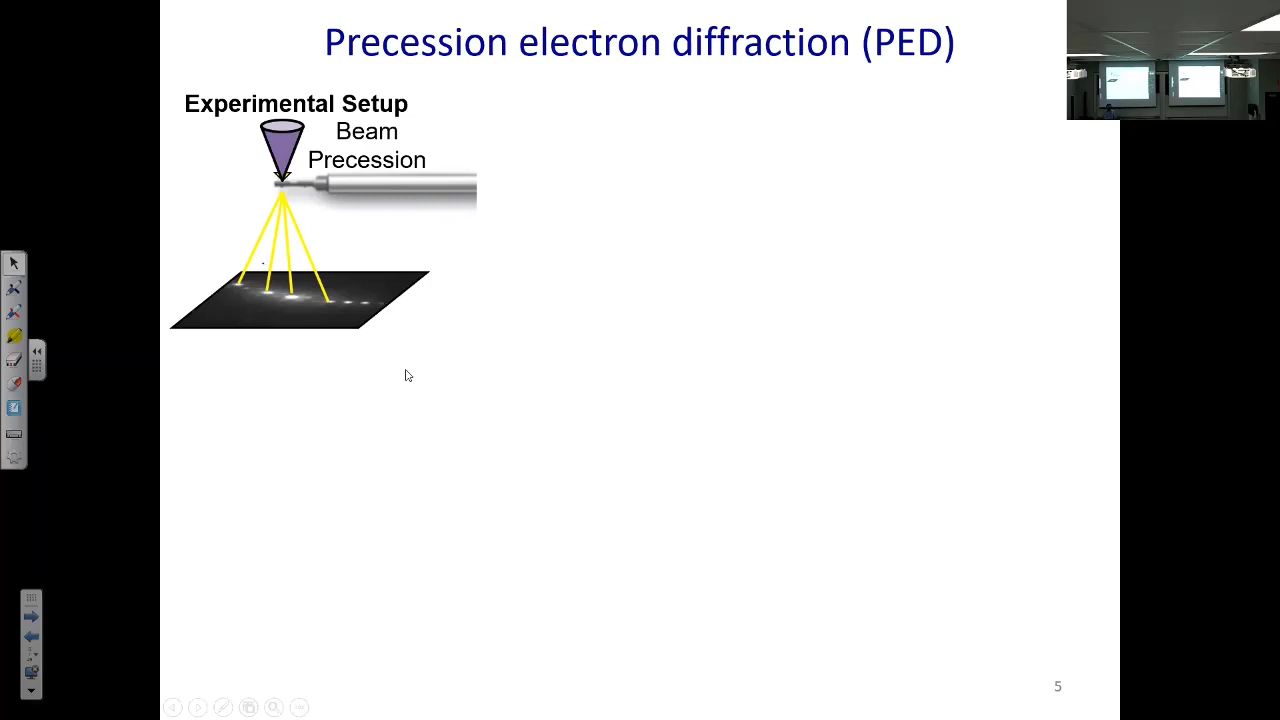 Precession electron diffraction (PED)
Experimental Setup
Beam
Precession
5